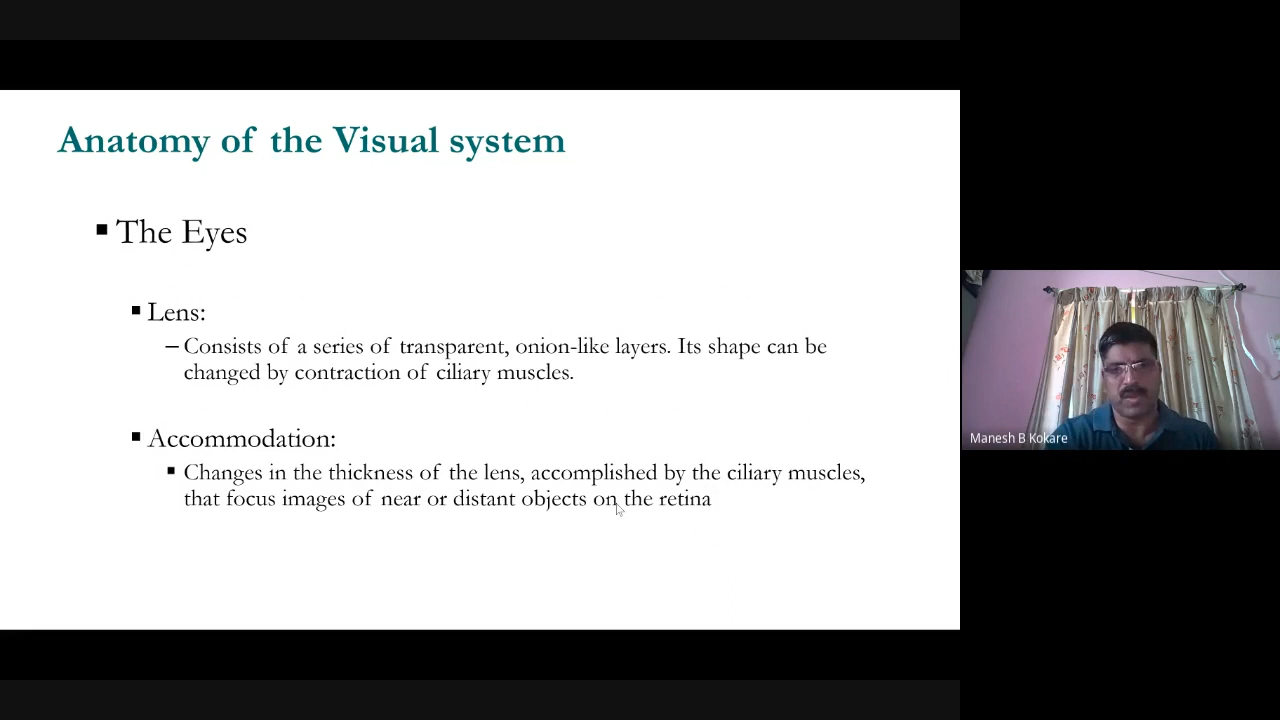 Anatomy of the Visual system
▪ The Eyes
▪ Lens:
– Consists of a series of transparent, onion-like layers. Its shape can be
changed by contraction of ciliary muscles.
▪ Accommodation:
▪ Changes in the thickness of the lens, accomplished by the ciliary muscles,
that focus images of near or distant objects on the retina
Manesh B Kokare